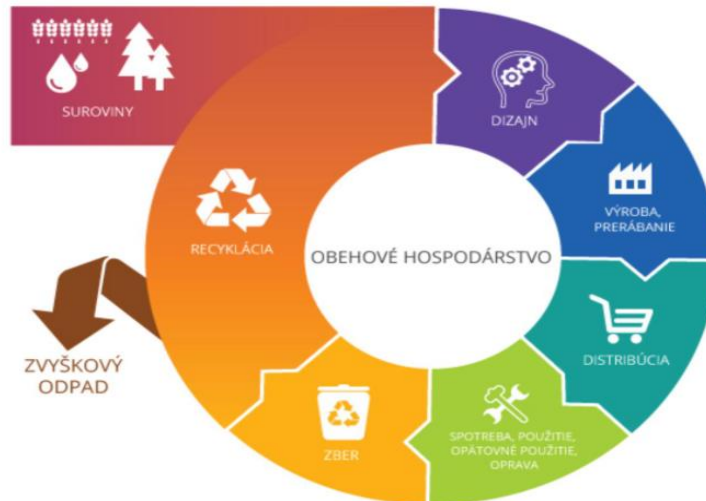 SUROVINY
DIZAJN
VÝROBA,
PRERÁBANIE
RECYKLÁCIA
OBEHOVÉ HOSPODÁRSTVO
DISTRIBÚCIA
ZVYŠKOVÝ
ODPAD
SPOTREBA, POUŽITIE,
OPÄTOVNÉ POUŽITIE,
OPRAVA
ZBER